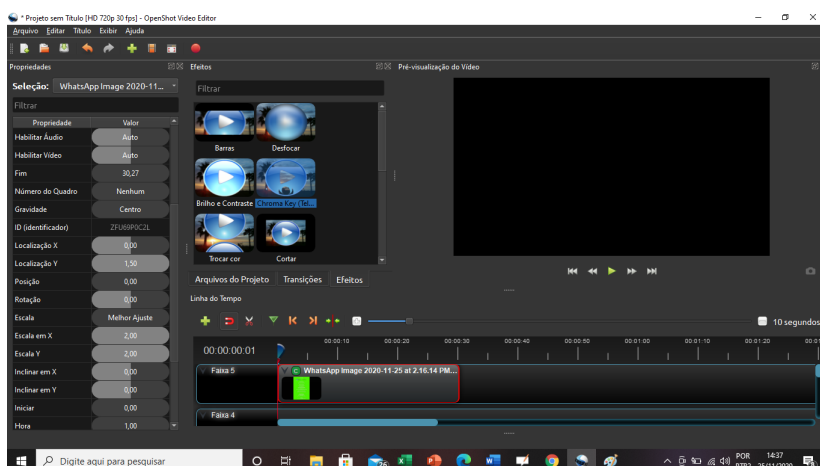 * Projeto sem Título [HD 720p 30 fps] - OpenShot Video Editor
Arquivo Editar Título Exibir Ajuda
Propriedades
Efeitos
Pré-visualização do Vídeo
Seleção: WhatsApp Image 2020-11...
Filtrar
Filtrar
Propriedade Valor
Habilitar Áudio Auto
Habilitar Vídeo Auto
Fim 30,27
Número do Quadro Nenhum
Gravidade Centro
ID (identificador) ZFU69P0C2L
Localização X 0,00
Localização Y 1,50
Posição 0,00
Rotação 0,00
Escala Melhor Ajuste
Escala em X 2,00
Escala Y 2,00
Inclinar em X 0,00
Inclinar em Y 0,00
Iniciar 0,00
Hora 1,00
Barras Desfocar
Brilho e Contraste Chroma Key (Tel...
Trocar cor Cortar
Arquivos do Projeto Transições Efeitos
Linha do Tempo
10 segundos
00:00:00:01
00:00:10 00:00:20 00:00:30 00:00:40 00:00:50 00:01:00 00:01:10 00:01:20 00:01
Faixa 5
C WhatsApp Image 2020-11-25 at 2.16.14 PM...
Faixa 4
Digite aqui para pesquisar
26
POR 14:37
PTB2 25/11/2020